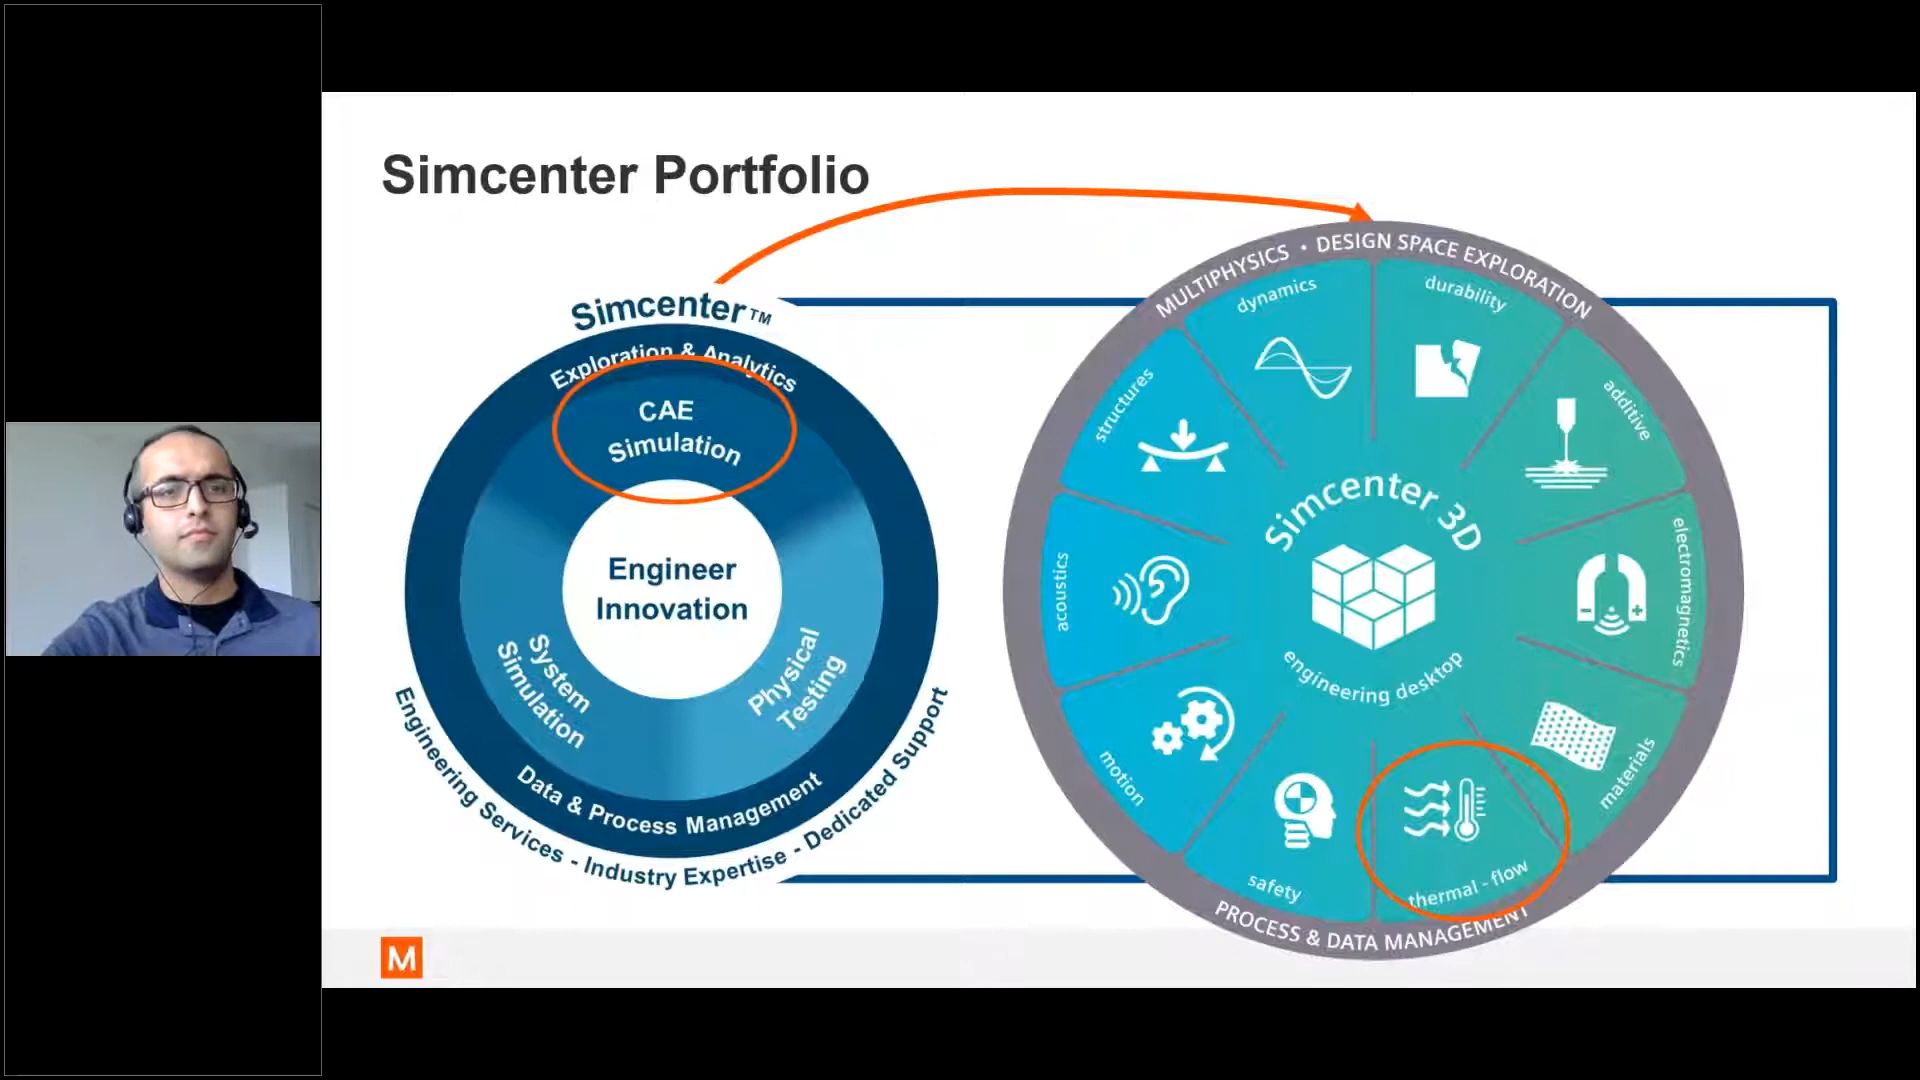 Simcenter Portfolio
Simcenter™
Exploration & Analytics
CAE
Simulation
Engineer
Innovation
System
Simulation
Physical
Testing
Data & Process Management
Engineering Services - Industry Expertise - Dedicated Support
MULTIPHYSICS • DESIGN SPACE EXPLORATION
dynamics
durability
structures
additive
acoustics
electromagnetics
Simcenter 3D
engineering desktop
motion
materials
safety
thermal - flow
PROCESS & DATA MANAGEMENT
M